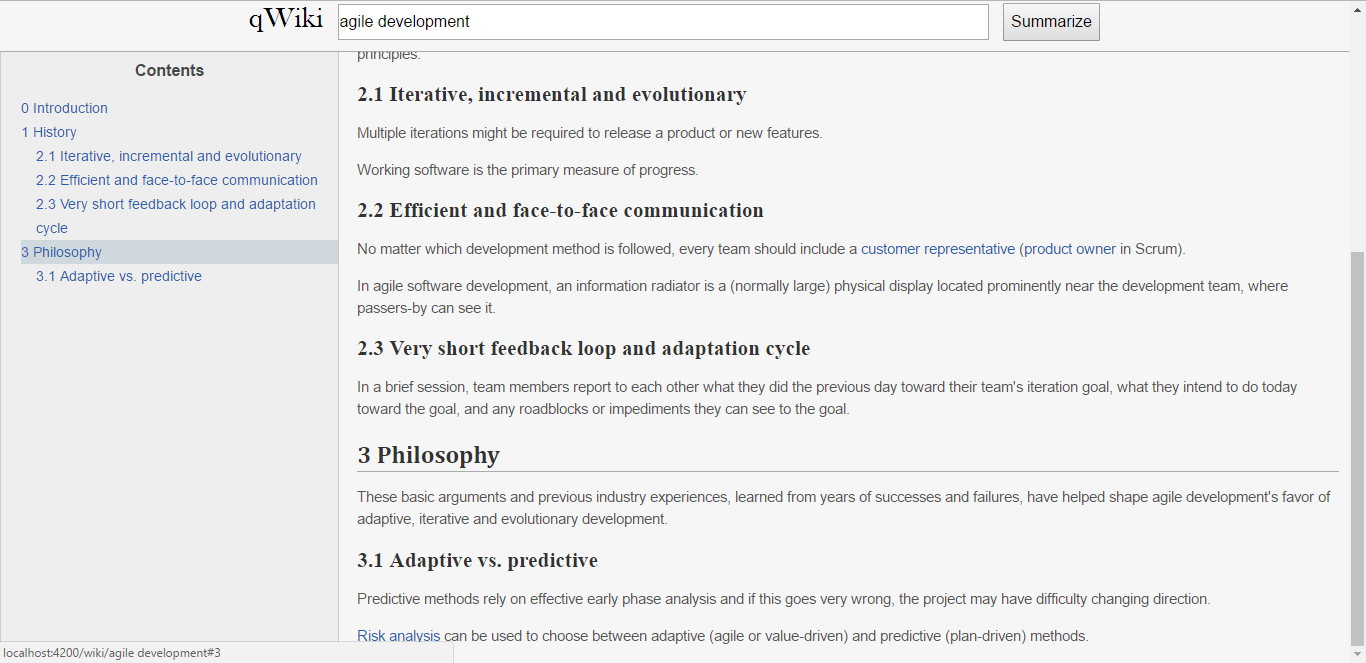 qWiki
agile development
Summarize
Contents
0 Introduction
1 History
2.1 Iterative, incremental and evolutionary
2.2 Efficient and face-to-face communication
2.3 Very short feedback loop and adaptation
cycle
3 Philosophy
3.1 Adaptive vs. predictive
principles.
2.1 Iterative, incremental and evolutionary
Multiple iterations might be required to release a product or new features.
Working software is the primary measure of progress.
2.2 Efficient and face-to-face communication
No matter which development method is followed, every team should include a customer representative (product owner in Scrum).
In agile software development, an information radiator is a (normally large) physical display located prominently near the development team, where
passers-by can see it.
2.3 Very short feedback loop and adaptation cycle
In a brief session, team members report to each other what they did the previous day toward their team's iteration goal, what they intend to do today
toward the goal, and any roadblocks or impediments they can see to the goal.
3 Philosophy
These basic arguments and previous industry experiences, learned from years of successes and failures, have helped shape agile development's favor of
adaptive, iterative and evolutionary development.
3.1 Adaptive vs. predictive
Predictive methods rely on effective early phase analysis and if this goes very wrong, the project may have difficulty changing direction.
Risk analysis can be used to choose between adaptive (agile or value-driven) and predictive (plan-driven) methods.
localhost:4200/wiki/agile development#3